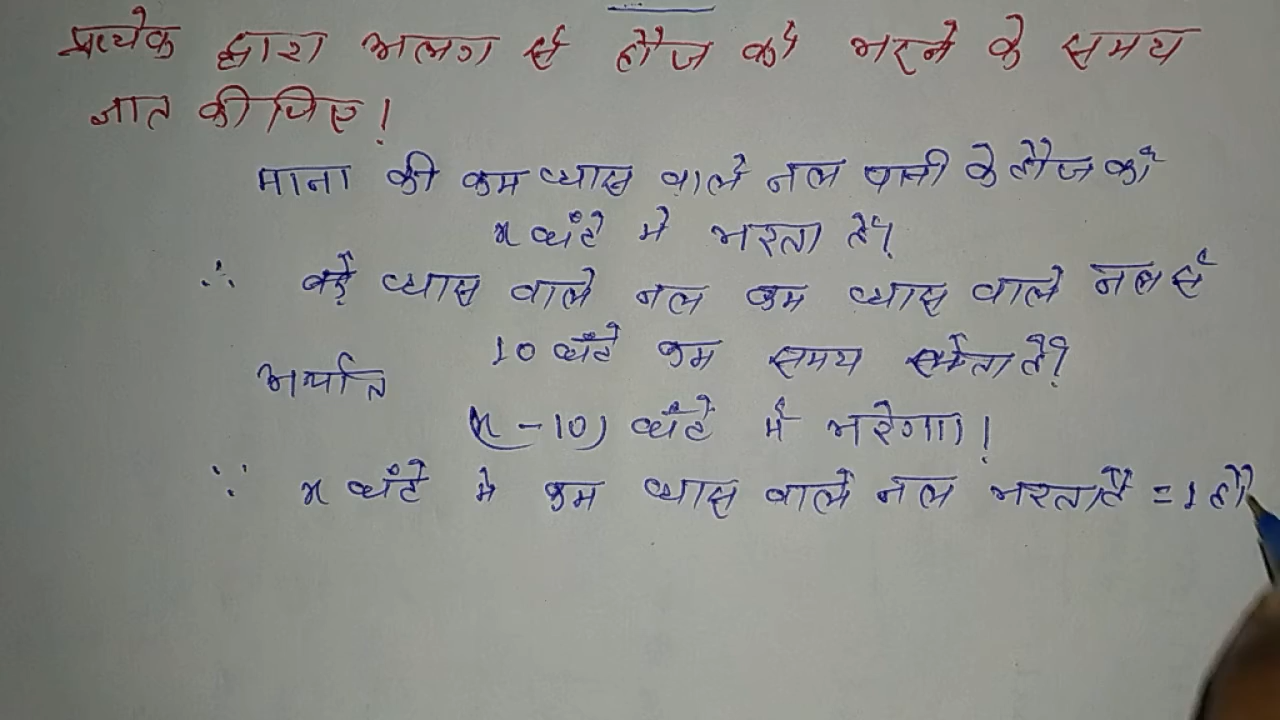 प्रत्येक द्वारा अलग से हौज को भरने के समय
ज्ञात कीजिए!
माना की कम व्यास वाले नल पानी के हौज को
x घंटे मे भरता है?
∴ बड़े व्यास वाले नल कम व्यास वाले नल से
10 घंटे कम समय लेता है?
अर्थात
(x - 10) घंटे में भरेगा!
∵ x घंटे मे कम व्यास वाले नल भरता है = 1 हौ